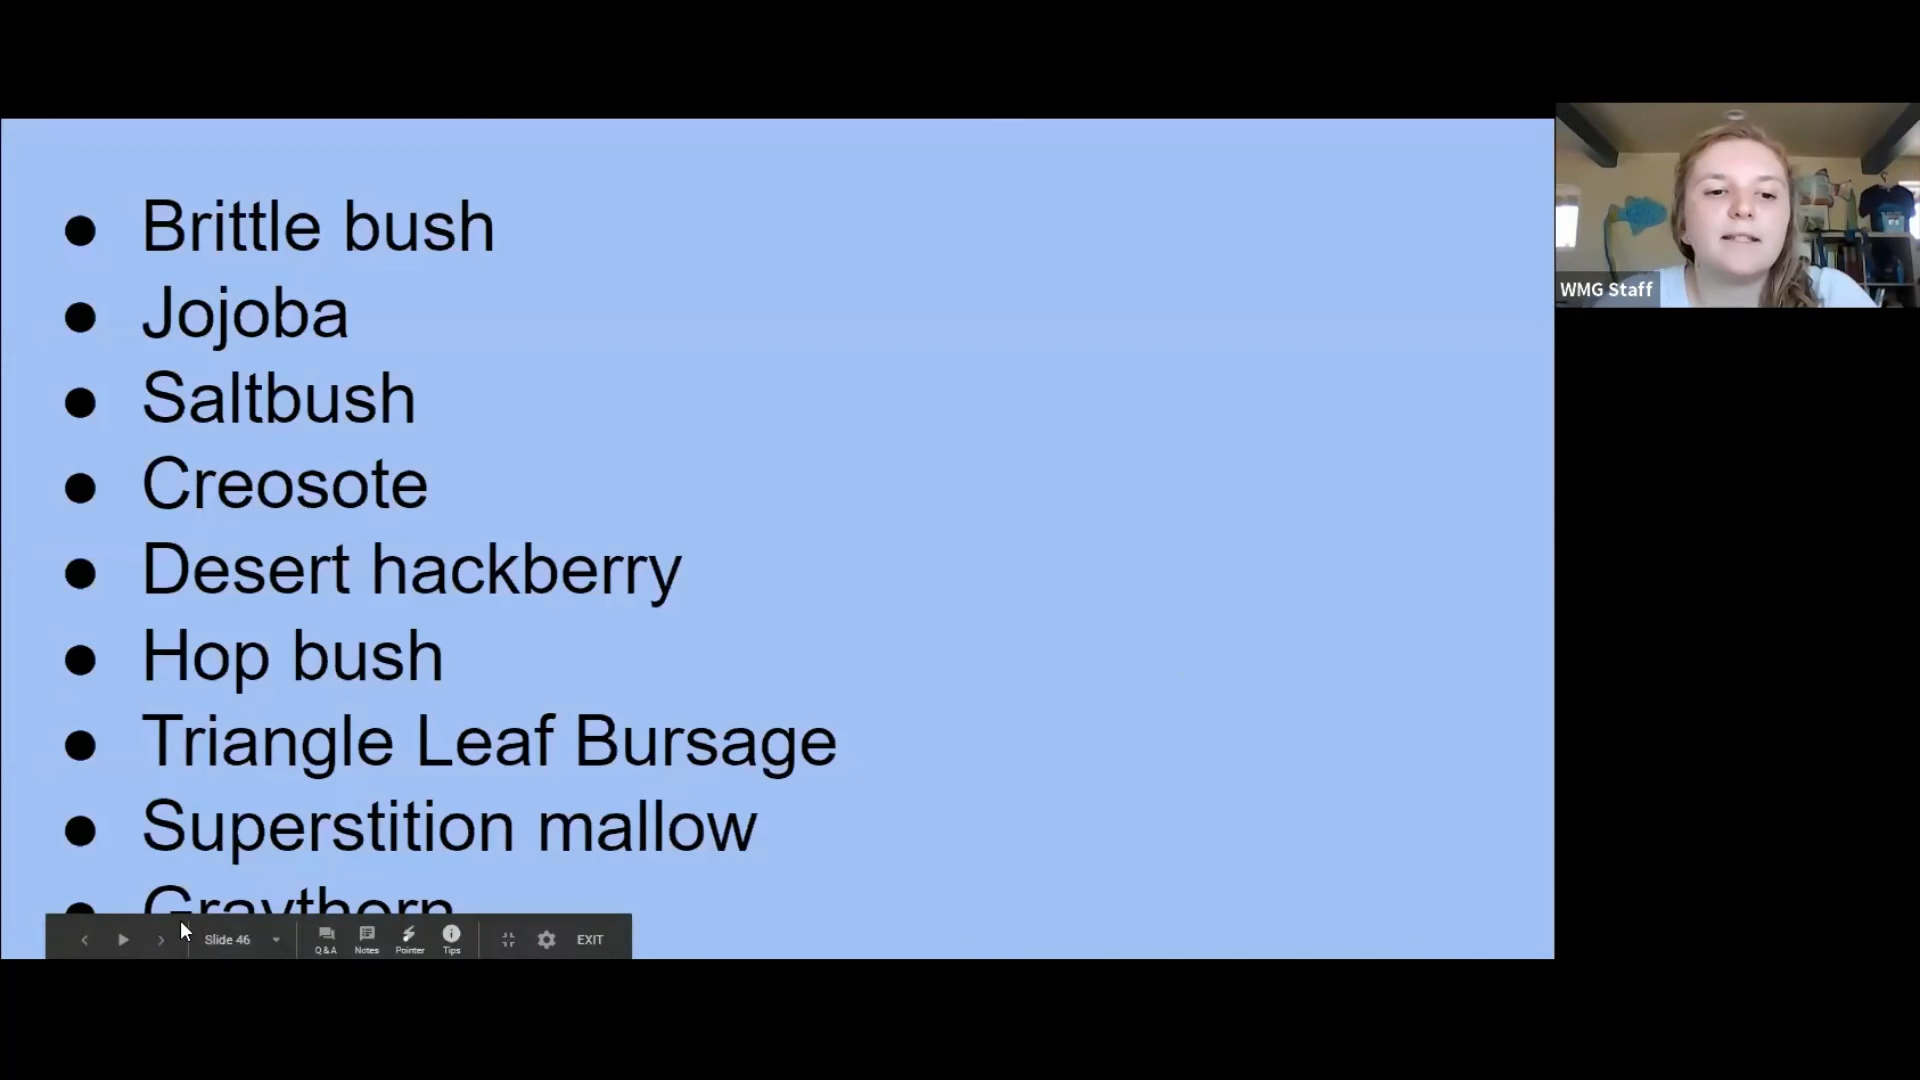 Brittle bush
Jojoba
Saltbush
Creosote
Desert hackberry
Hop bush
Triangle Leaf Bursage
Superstition mallow
Graythorn
Slide 46
Q&A
Notes
Pointer
Tips
EXIT
WMG Staff